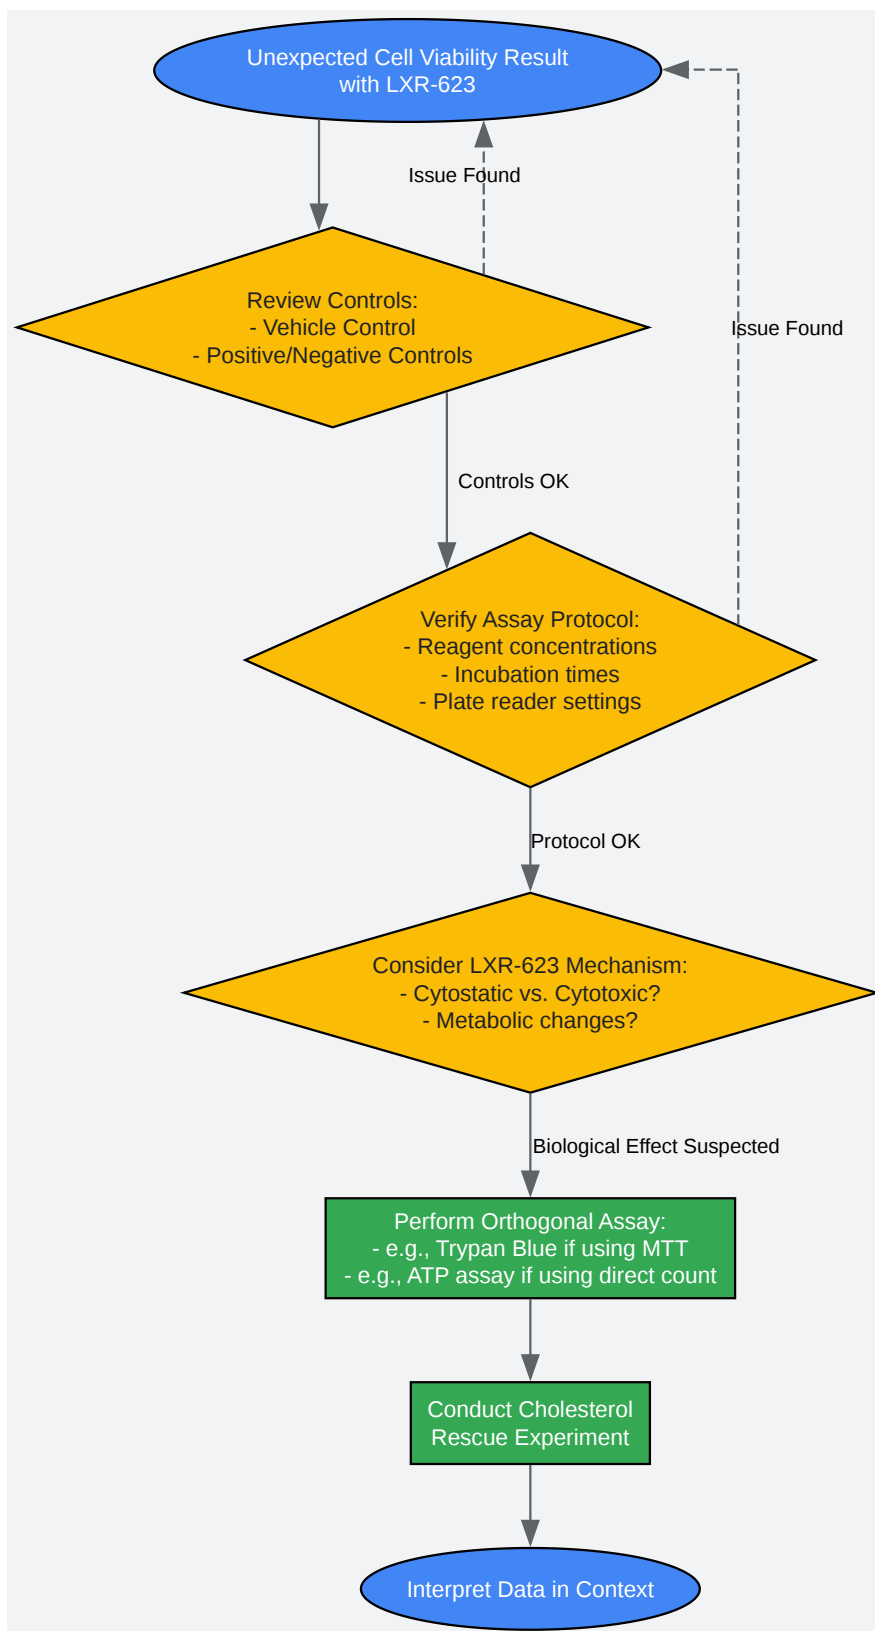 Unexpected Cell Viability Result
with LXR-623
Issue Found
Review Controls:
- Vehicle Control
- Positive/Negative Controls
Issue Found
Controls OK
Verify Assay Protocol:
- Reagent concentrations
- Incubation times
- Plate reader settings
Protocol OK
Consider LXR-623 Mechanism:
- Cytostatic vs. Cytotoxic?
- Metabolic changes?
Biological Effect Suspected
Perform Orthogonal Assay:
- e.g., Trypan Blue if using MTT
- e.g., ATP assay if using direct count
Conduct Cholesterol
Rescue Experiment
Interpret Data in Context